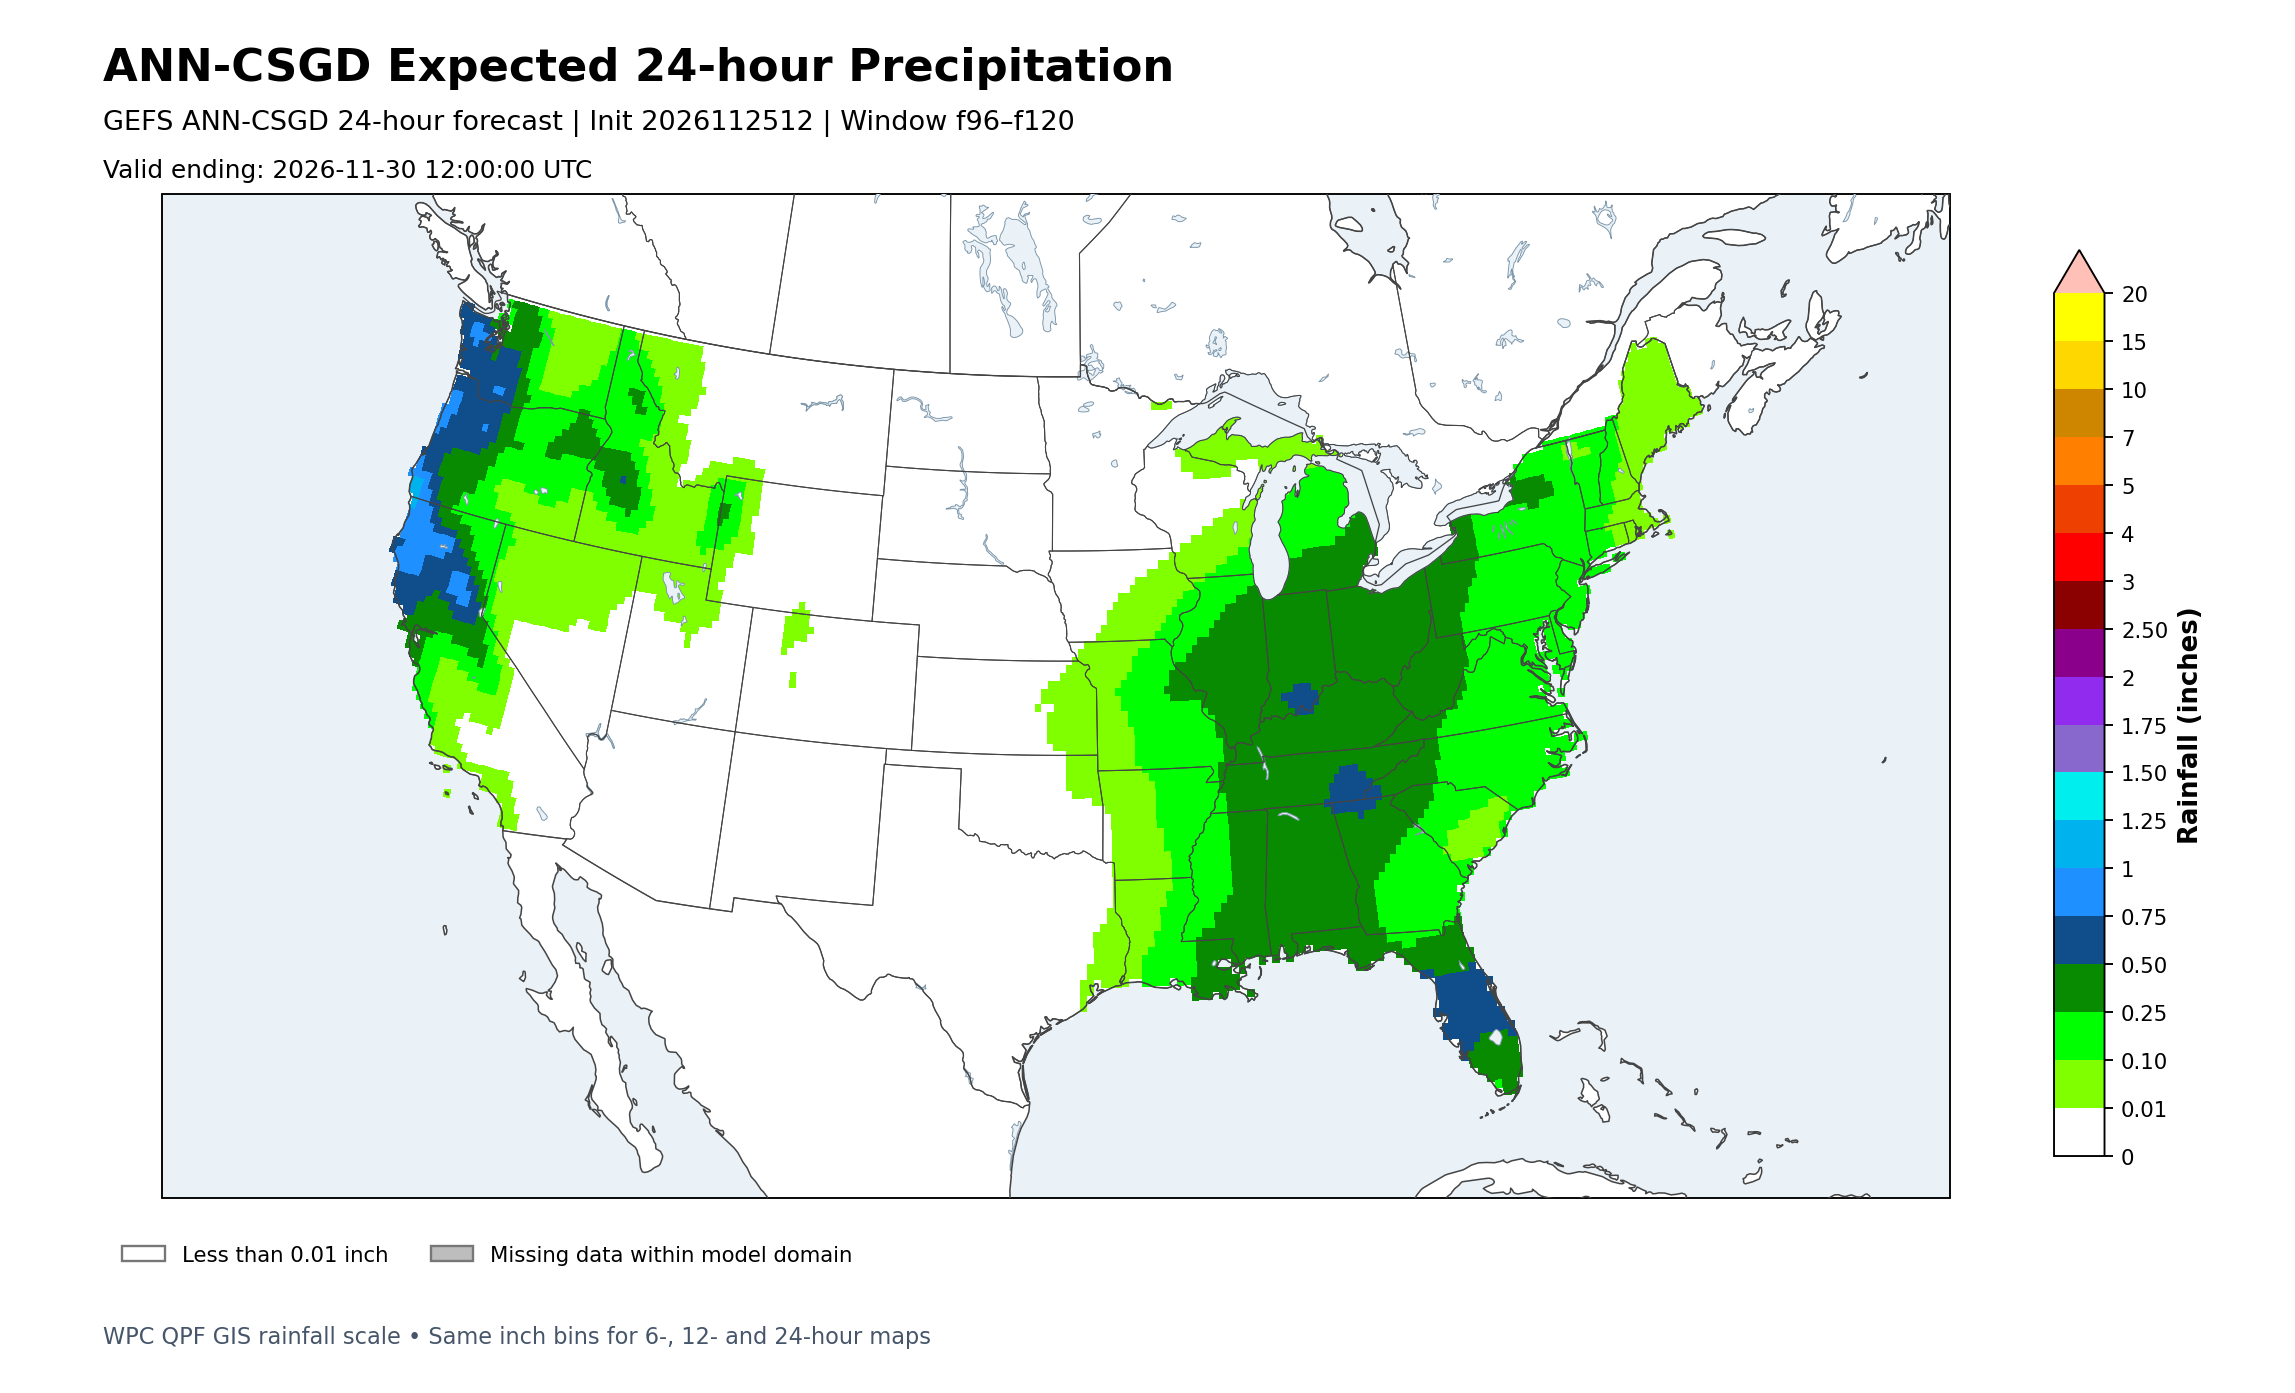 ANN-CSGD Expected 24-hour Precipitation
GEFS ANN-CSGD 24-hour forecast | Init 2026112512 | Window f96–f120
Valid ending: 2026-11-30 12:00:00 UTC
20
15
10
7
5
4
3
2.50
2
1.75
1.50
1.25
1
0.75
0.50
0.25
0.10
0.01
0
Rainfall (inches)
Less than 0.01 inch
Missing data within model domain
WPC QPF GIS rainfall scale • Same inch bins for 6-, 12- and 24-hour maps